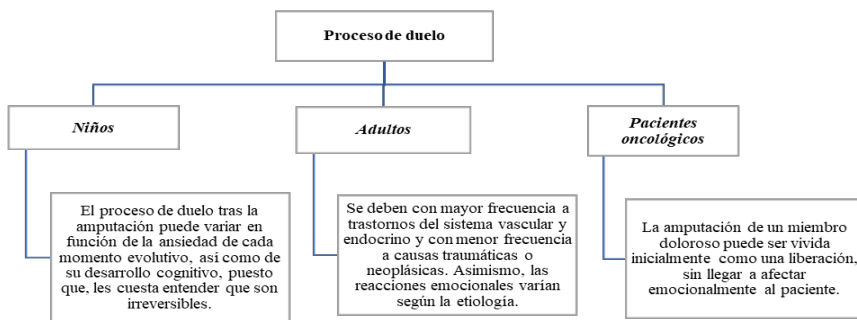 Proceso de duelo
Niños
Adultos
Pacientes
oncológicos
El proceso de duelo tras la
amputación puede variar en
función de la ansiedad de cada
momento evolutivo, así como de
su desarrollo cognitivo, puesto
que, les cuesta entender que son
irreversibles.
Se deben con mayor frecuencia a
trastornos del sistema vascular y
endocrino y con menor frecuencia
a causas traumáticas o
neoplásicas. Asimismo, las
reacciones emocionales varían
según la etiología.
La amputación de un miembro
doloroso puede ser vivida
inicialmente como una liberación,
sin llegar a afectar
emocionalmente al paciente.